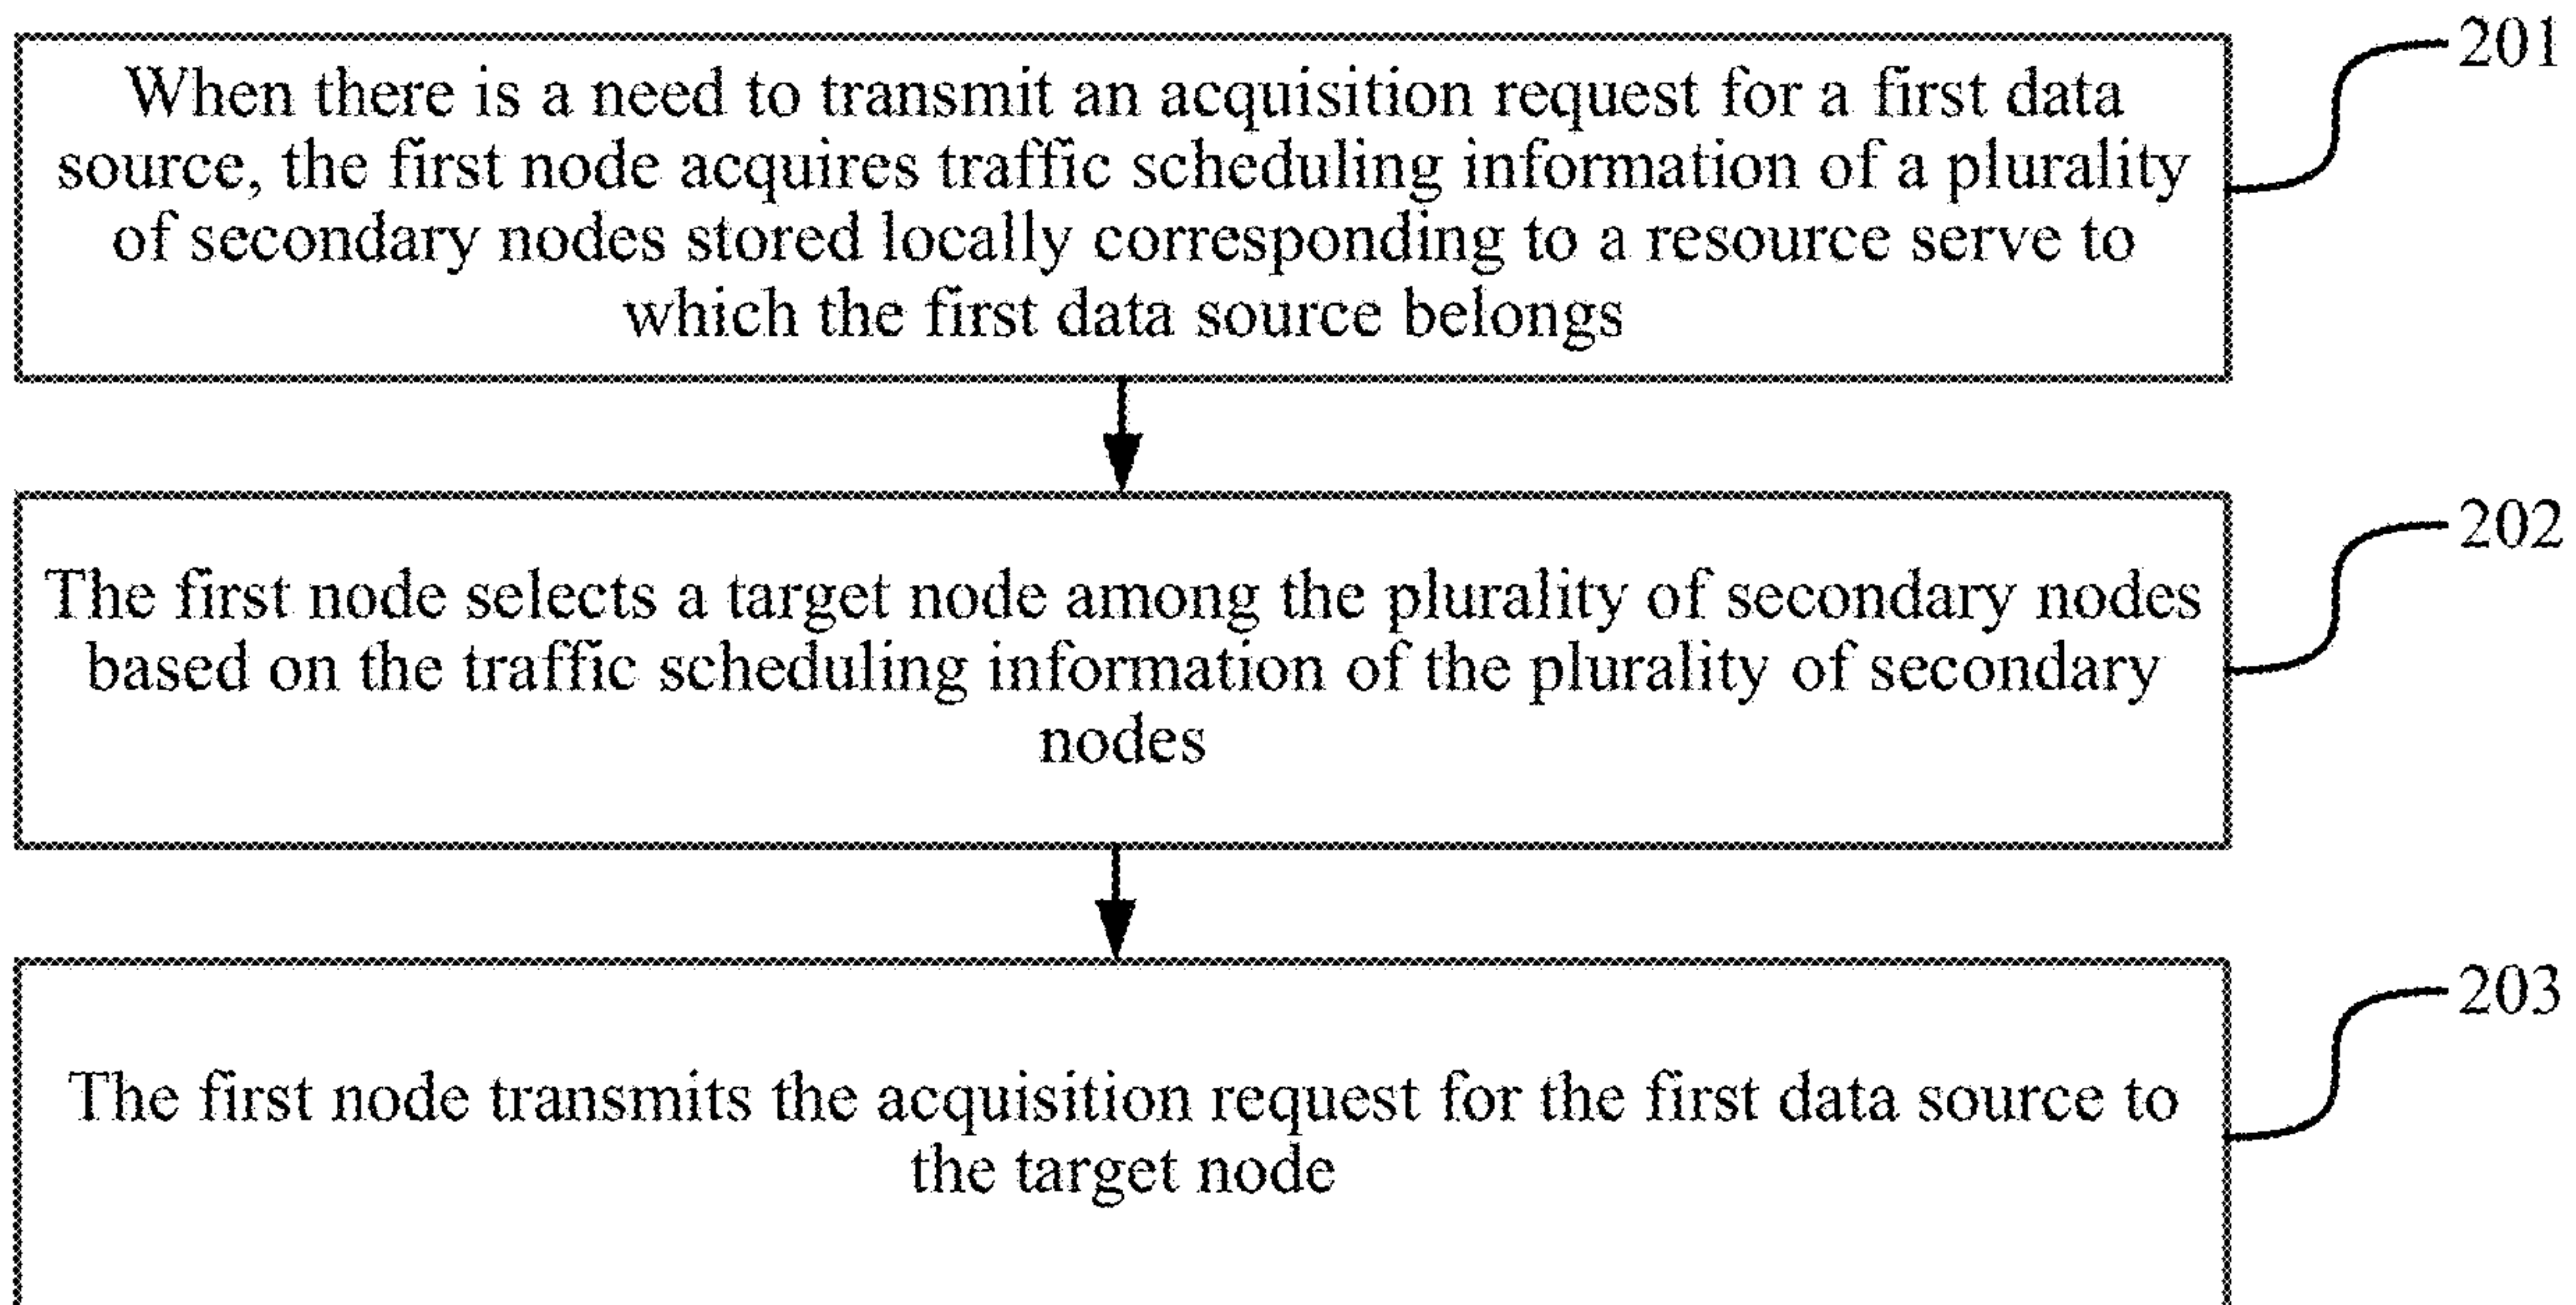 201
When there is a need to transmit an acquisition request for a first data
source, the first node acquires traffic scheduling information of a plurality
of secondary nodes stored locally corresponding to a resource serve to
which the first data source belongs
202
The first node selects a target node among the plurality of secondary nodes
based on the traffic scheduling information of the plurality of secondary
nodes
203
The first node transmits the acquisition request for the first data source to
the target node